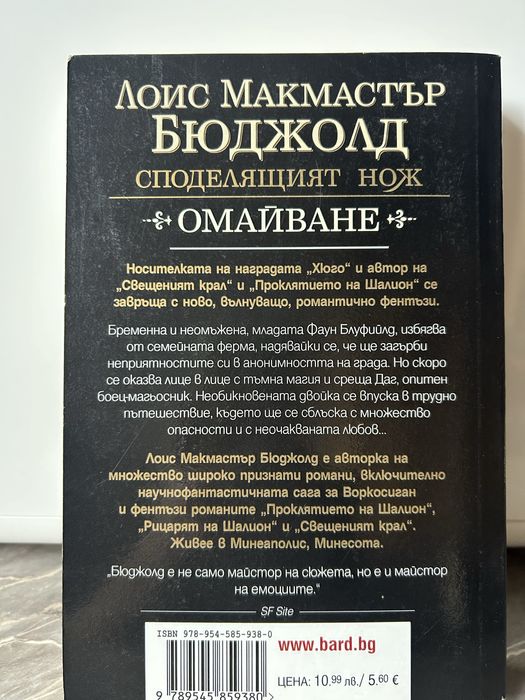 Лоис Макмастър
Бюджолд
споделящият нож
ОМАЙВАНЕ
Носителката на наградата „Хюго“ и автор на
„Свещеният крал“ и „Проклятието на Шалион“ се
завръща с ново, вълнуващо, романтично фентъзи.
Бременна и неомъжена, младата Фаун Блуфийлд, избягва
от семейната ферма, надявайки се, че ще загърби
неприятностите си в анонимността на града. Но скоро
се оказва лице в лице с тъмна магия и среща Даг, опитен
боец-магьосник. Необикновената двойка се впуска в трудно
пътешествие, където ще се сблъска с множество
опасности и с неочакваната любов...
Лоис Макмастър Бюджолд е авторка на
множество широко признати романи, включително
научнофантастичната сага за Воркосиган
и фентъзи романите „Проклятието на Шалион“,
„Рицарят на Шалион“ и „Свещеният крал“.
Живее в Минеаполис, Минесота.
„Бюджолд е не само майстор на сюжета, но е и майстор
на емоциите.“
SF Site
ISBN 978-954-585-938-0
www.bard.bg
ЦЕНА: 10,99 лв./ 5,60 €
9 789545 859380 >